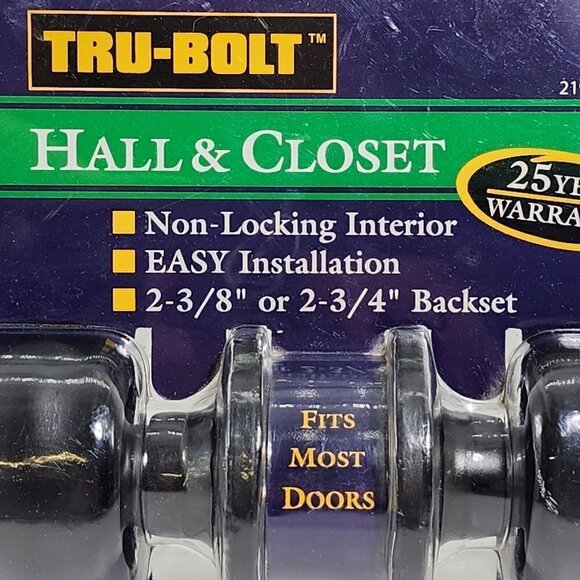 TRU-BOLT™
HALL & CLOSET
25
Non-Locking Interior
EASY Installation
2-3/8" or 2-3/4" Backset
FITS
MOST
DOORS